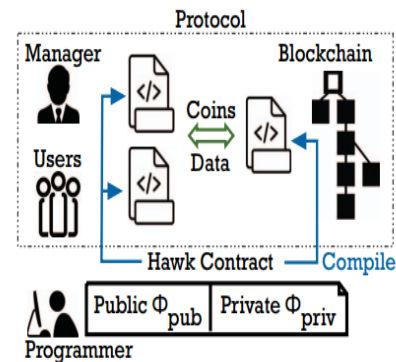 Protocol
Manager
Blockchain
</>
Coins
</>
Users
Data
</>
Hawk Contract
Compile
Public Φpub
Private Φpriv
Programmer